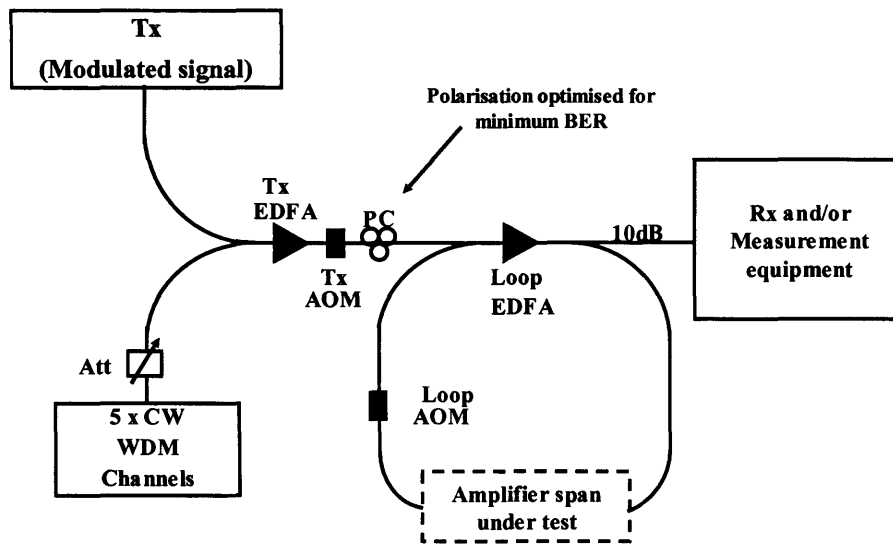 Tx
(Modulated signal)
Polarisation optimised for
minimum BER
Tx
EDFA
PC
Tx
AOM
10dB
Loop
EDFA
Rx and/or
Measurement
equipment
Att
Loop
AOM
5 x CW
WDM
Channels
Amplifier span
under test